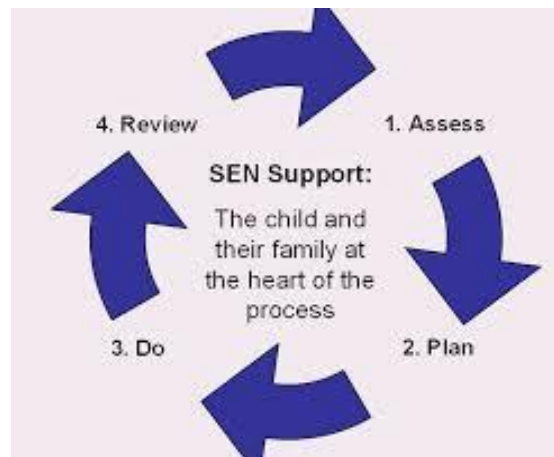 4. Review
1. Assess
SEN Support:
The child and
their family at
the heart of the
process
3. Do
2. Plan